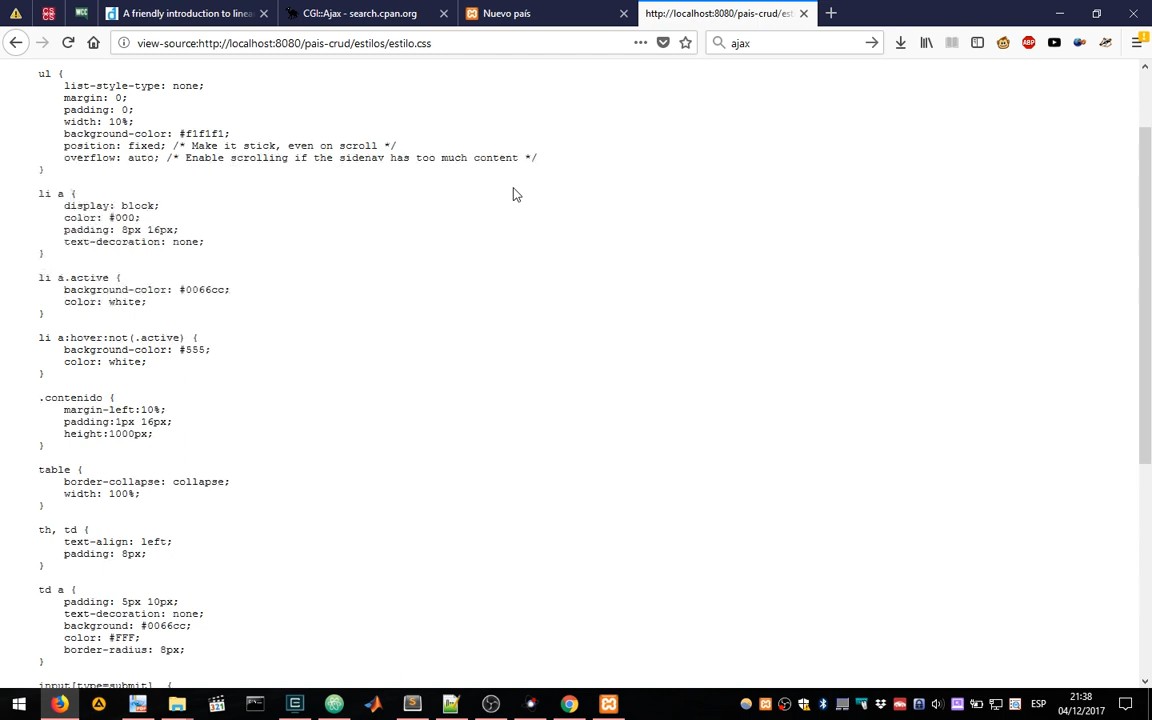 A friendly introduction to linea
CGI::Ajax - search.cpan.org
Nuevo país
http://localhost:8080/pais-crud/es
view-source:http://localhost:8080/pais-crud/estilos/estilo.css
ajax
ul {
list-style-type: none;
margin: 0;
padding: 0;
width: 10%;
background-color: #f1f1f1;
position: fixed; /* Make it stick, even on scroll */
overflow: auto; /* Enable scrolling if the sidenav has too much content */
}
li a {
display: block;
color: #000;
padding: 8px 16px;
text-decoration: none;
}
li a.active {
background-color: #0066cc;
color: white;
}
li a:hover:not(.active) {
background-color: #555;
color: white;
}
.contenido {
margin-left:10%;
padding:1px 16px;
height:1000px;
}
table {
border-collapse: collapse;
width: 100%;
}
th, td {
text-align: left;
padding: 8px;
}
td a {
padding: 5px 10px;
text-decoration: none;
background: #0066cc;
color: #FFF;
border-radius: 8px;
}
input[type=submit] {
ESP
21:38
04/12/2017